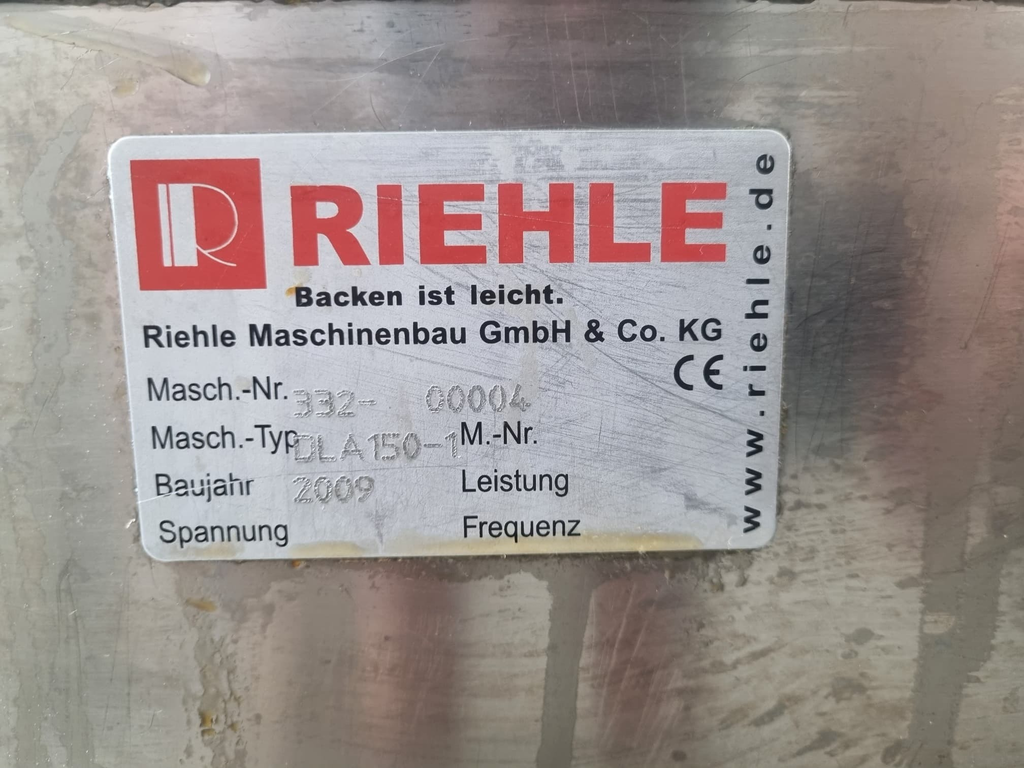 R RIEHLE
Backen ist leicht.
Riehle Maschinenbau GmbH & Co. KG
CE
Masch.-Nr. 332- 00004
Masch.-Typ DLA150-1 M.-Nr.
Baujahr 2009 Leistung
Spannung Frequenz
www.riehle.de